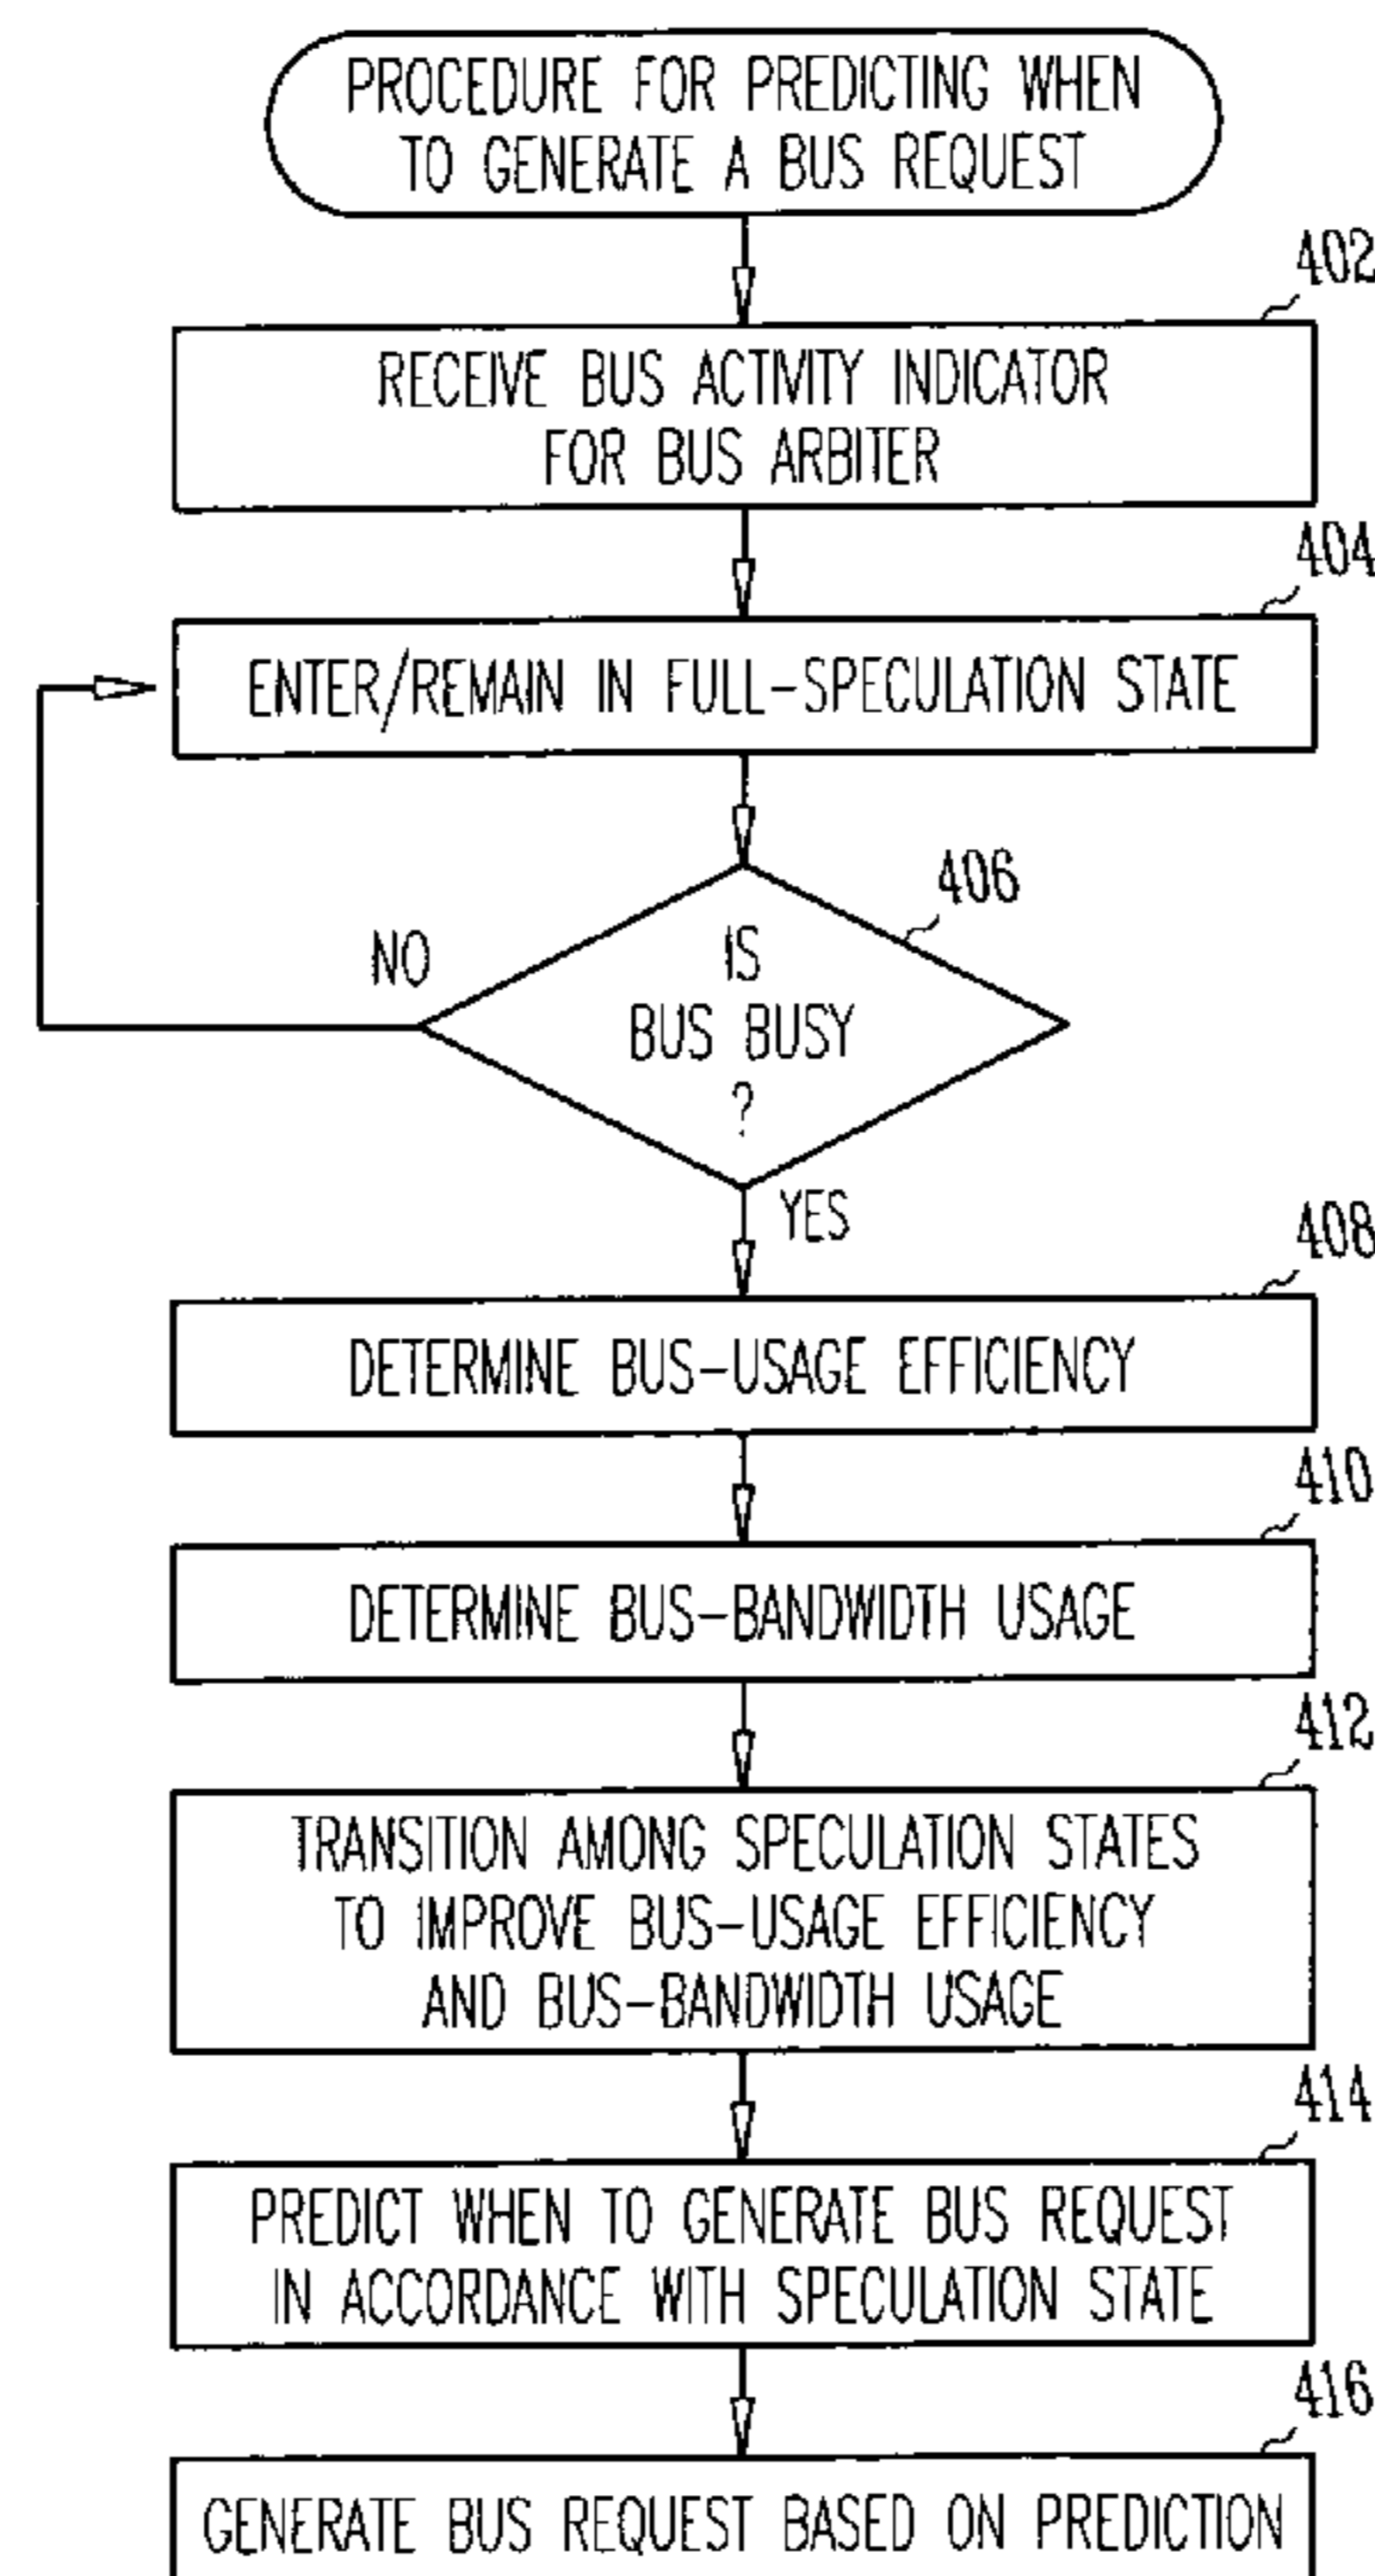 PROCEDURE FOR PREDICTING WHEN
TO GENERATE A BUS REQUEST
402
RECEIVE BUS ACTIVITY INDICATOR
FOR BUS ARBITER
404
ENTER/REMAIN IN FULL-SPECULATION STATE
406
NO
IS
BUS BUSY
?
YES
408
DETERMINE BUS-USAGE EFFICIENCY
410
DETERMINE BUS-BANDWIDTH USAGE
412
TRANSITION AMONG SPECULATION STATES
TO IMPROVE BUS-USAGE EFFICIENCY
AND BUS-BANDWIDTH USAGE
414
PREDICT WHEN TO GENERATE BUS REQUEST
IN ACCORDANCE WITH SPECULATION STATE
416
GENERATE BUS REQUEST BASED ON PREDICTION